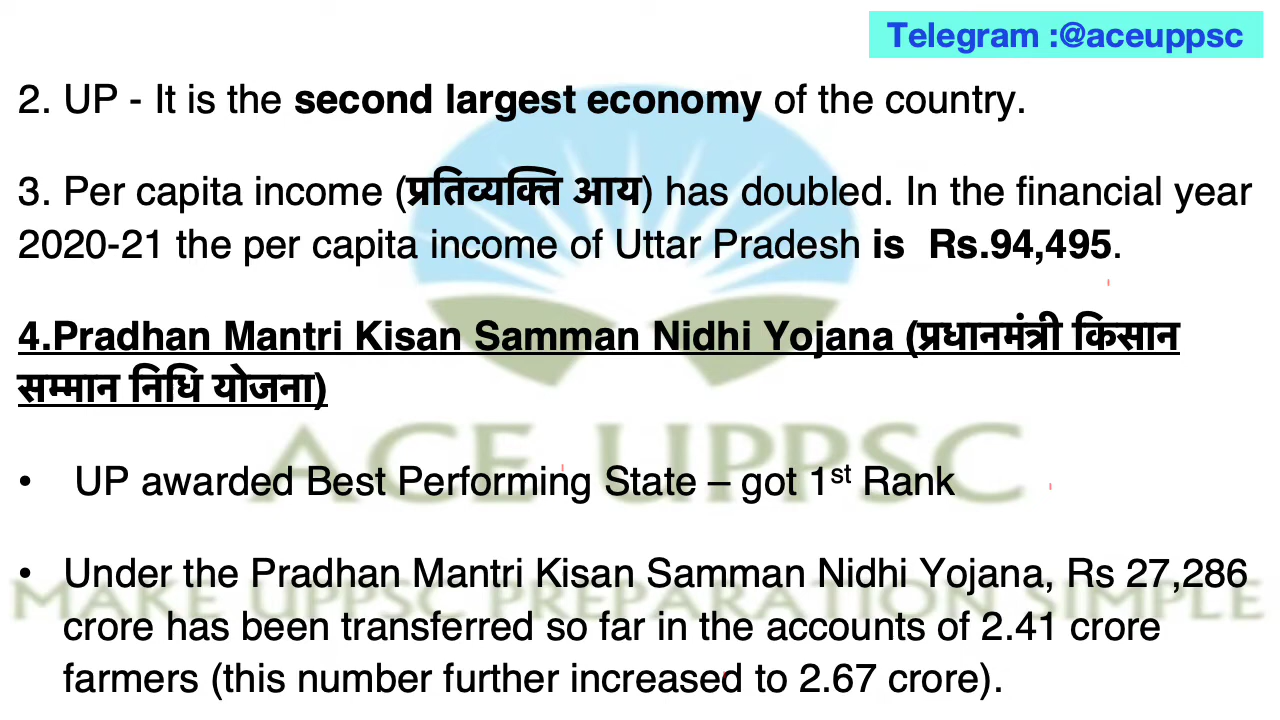 Telegram :@aceuppsc
2. UP - It is the second largest economy of the country.
3. Per capita income (प्रतिव्यक्ति आय) has doubled. In the financial year
2020-21 the per capita income of Uttar Pradesh is  Rs.94,495.
4.Pradhan Mantri Kisan Samman Nidhi Yojana (प्रधानमंत्री किसान
सम्मान निधि योजना)
ACE UPPSC
• UP awarded Best Performing State – got 1st Rank
• Under the Pradhan Mantri Kisan Samman Nidhi Yojana, Rs 27,286
MAKE UPPSC PREPARATION SIMPLE
crore has been transferred so far in the accounts of 2.41 crore
farmers (this number further increased to 2.67 crore).